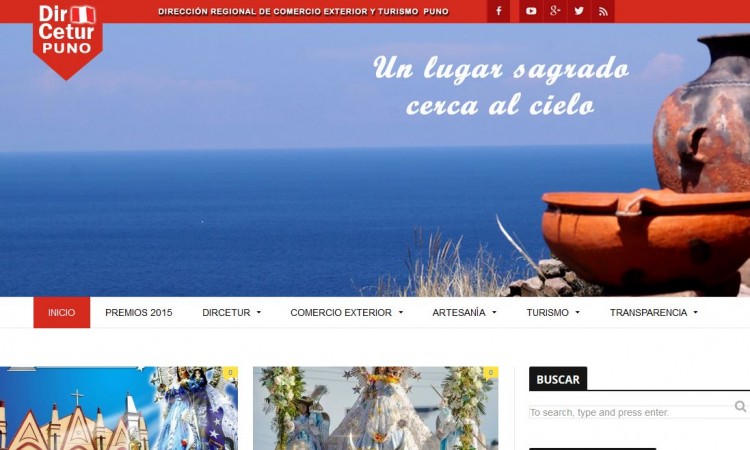 Dir
Cetur
PUNO
DIRECCIÓN REGIONAL DE COMERCIO EXTERIOR Y TURISMO PUNO
Un lugar sagrado
cerca al cielo
INICIO
PREMIOS 2015
DIRCETUR
COMERCIO EXTERIOR
ARTESANÍA
TURISMO
TRANSPARENCIA
0
0
BUSCAR
To search, type and press enter.